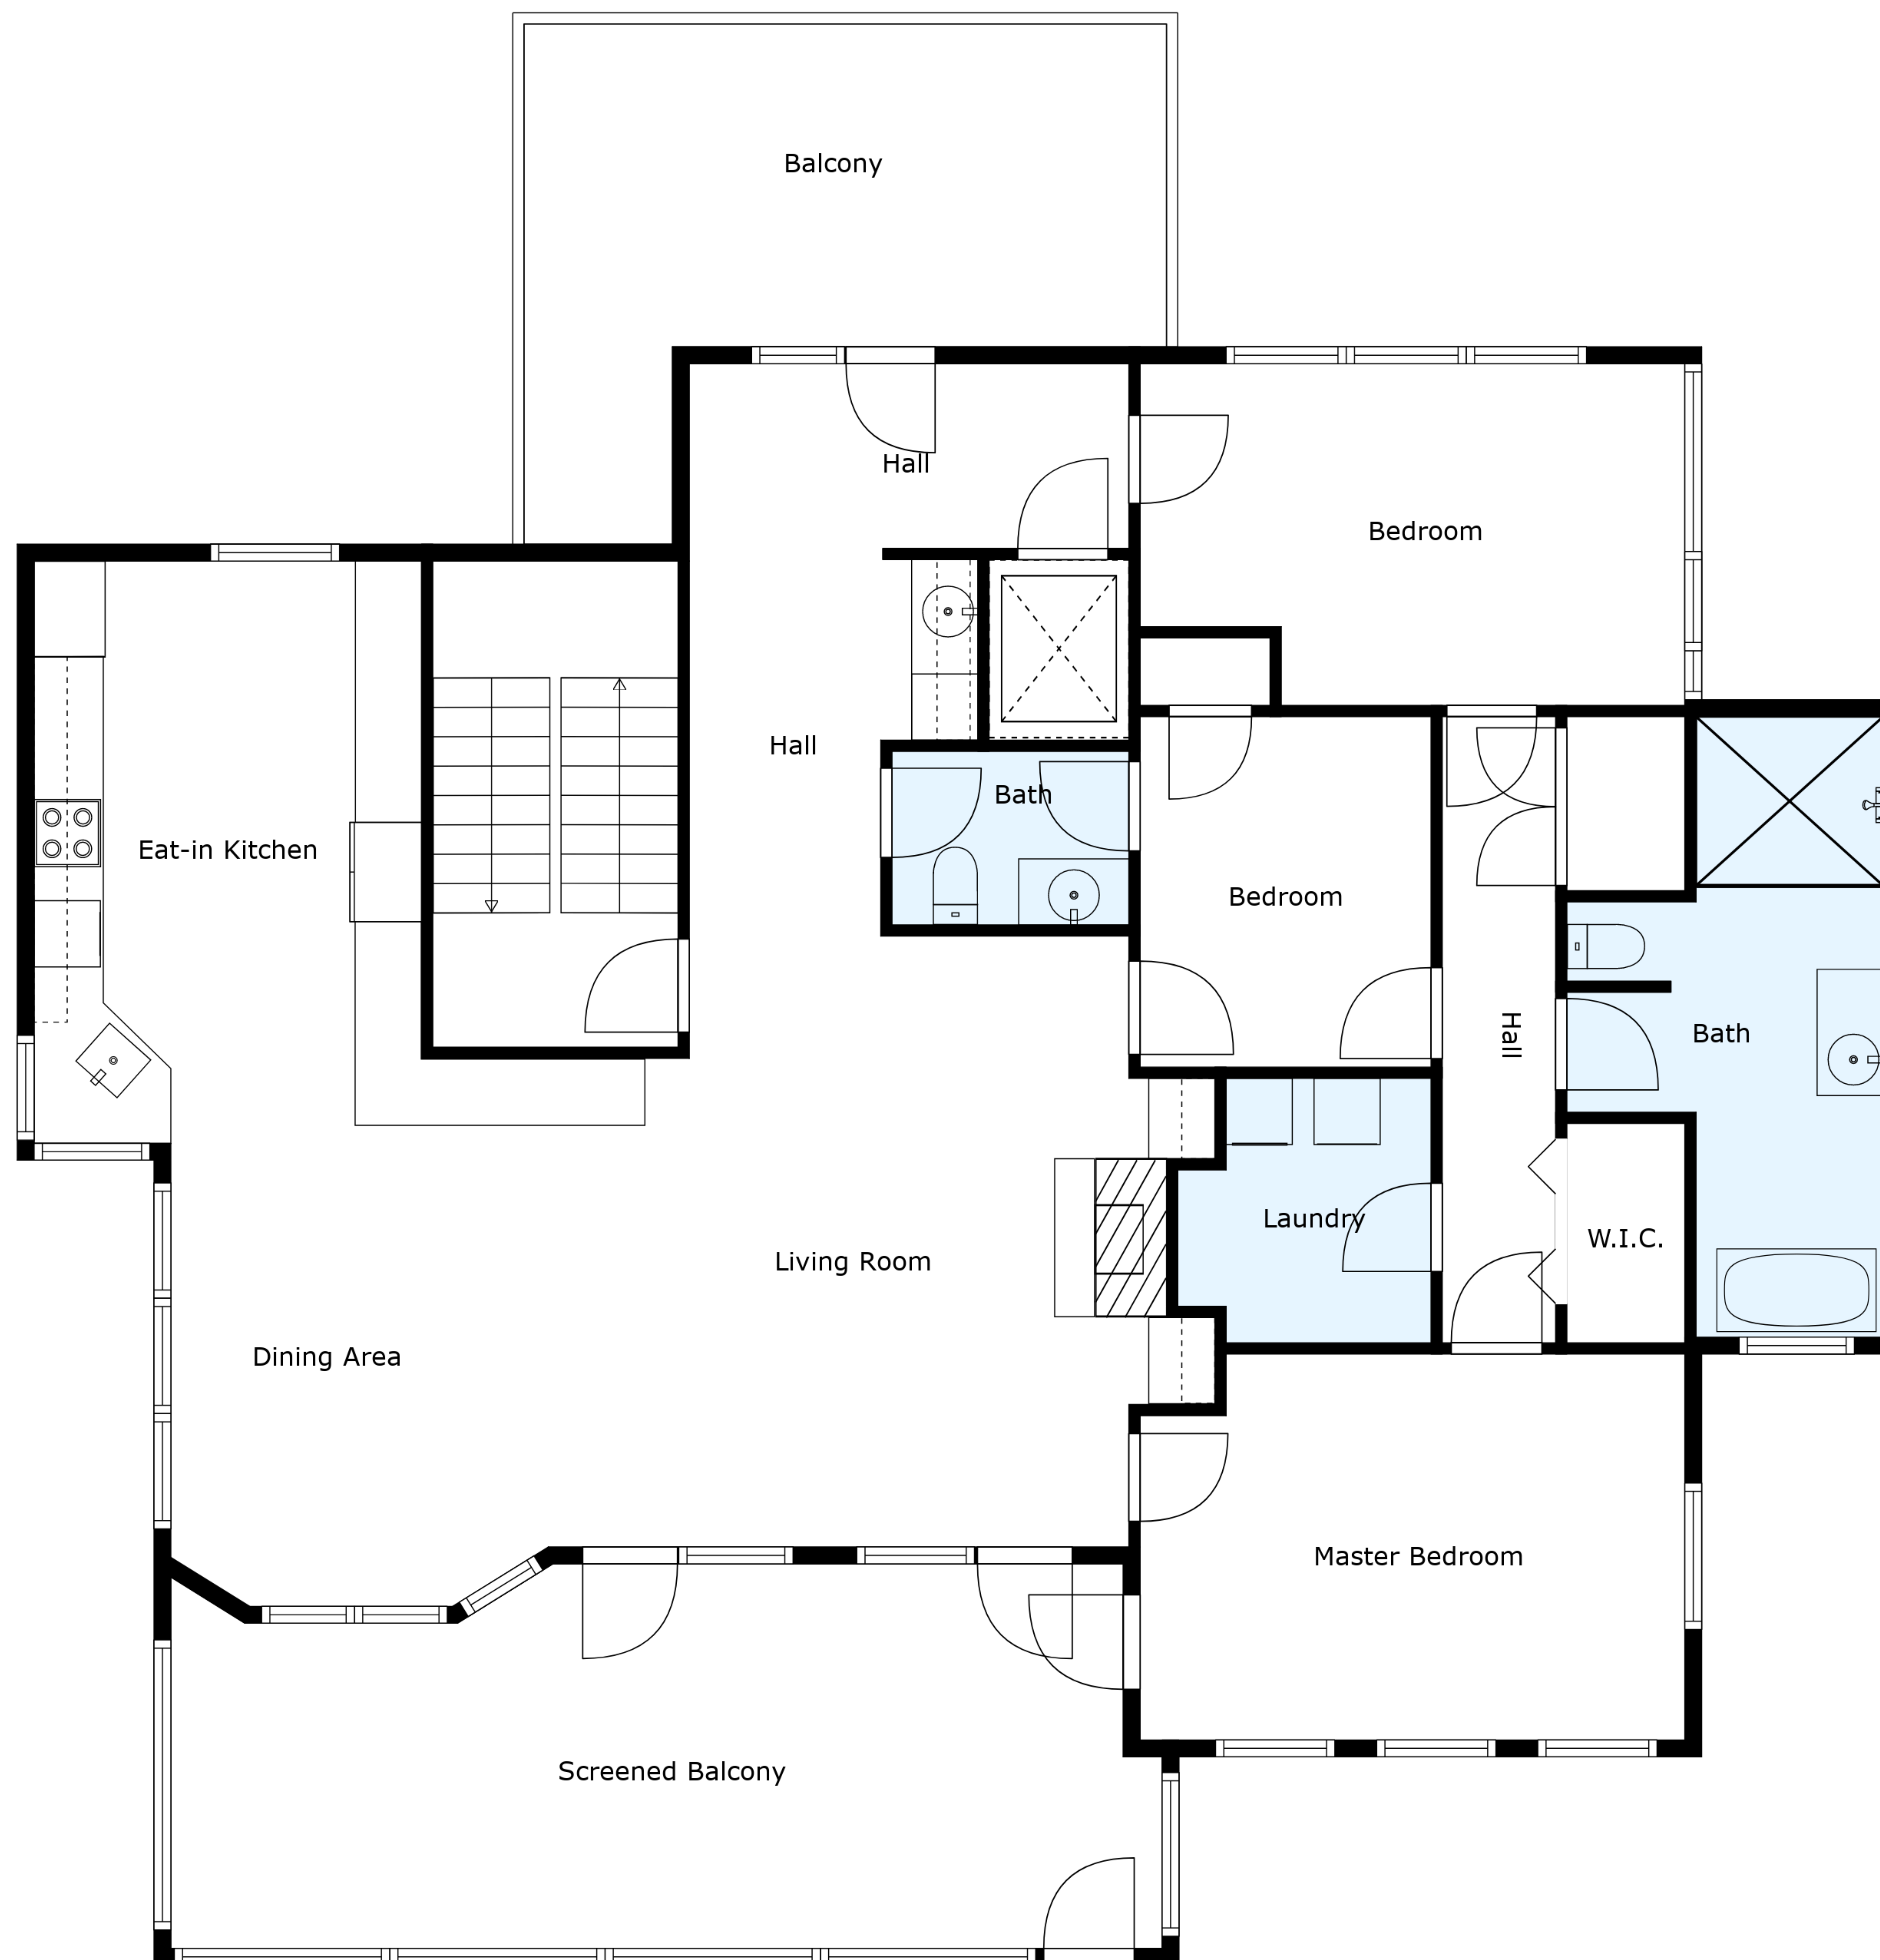 Balcony
Hall
Bedroom
Hall
Bath
Eat-in Kitchen
Bedroom
Hall
Bath
Laundry
W.I.C.
Living Room
Dining Area
Master Bedroom
Screened Balcony